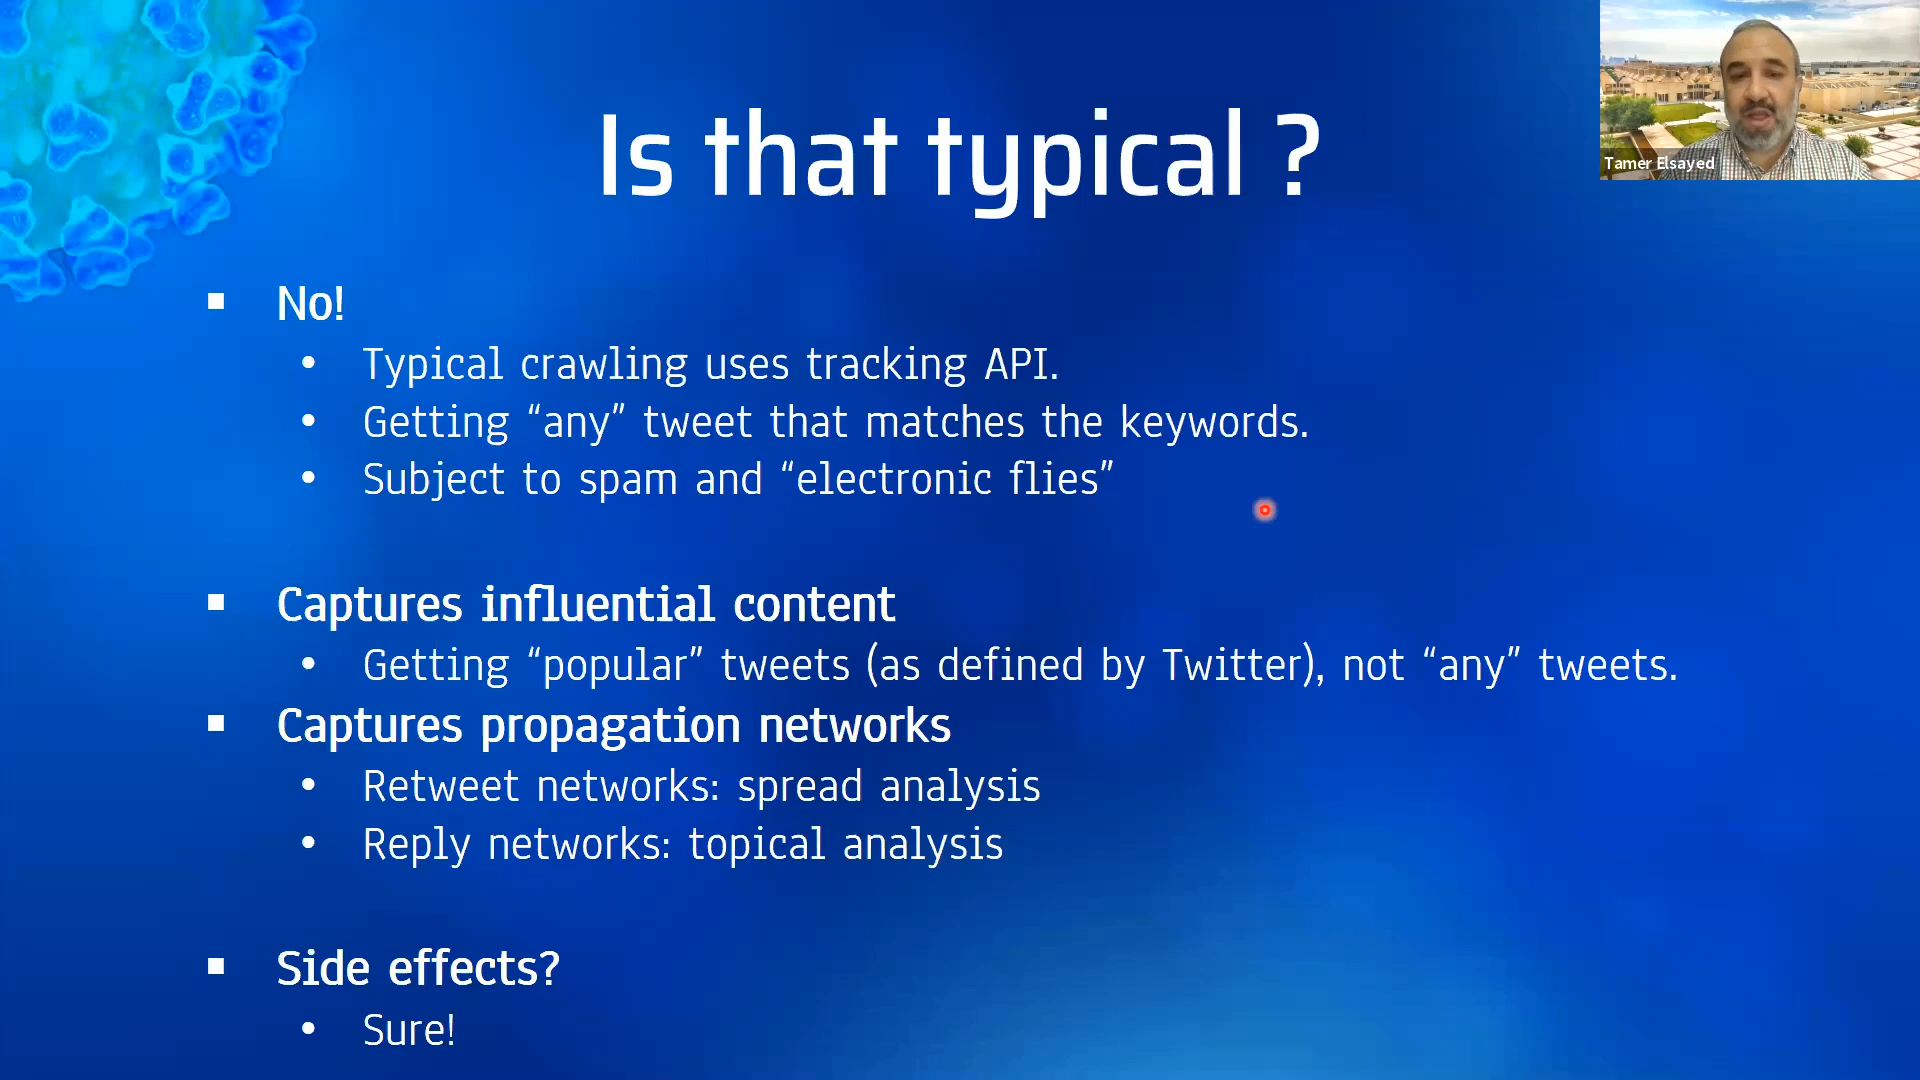 Is that typical ?
Tamer Elsayed
No!
Typical crawling uses tracking API.
Getting “any” tweet that matches the keywords.
Subject to spam and “electronic flies”
Captures influential content
Getting “popular” tweets (as defined by Twitter), not “any” tweets.
Captures propagation networks
Retweet networks: spread analysis
Reply networks: topical analysis
Side effects?
Sure!